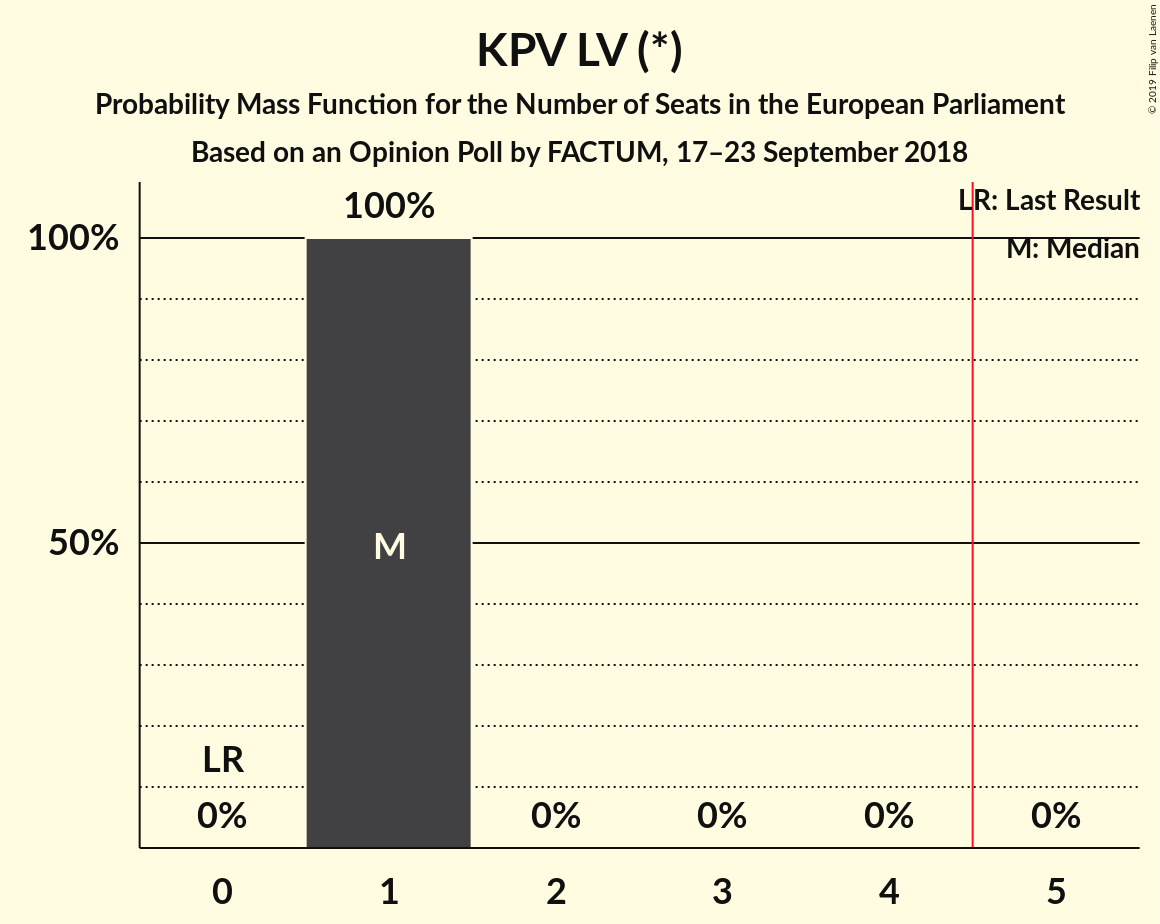 KPV LV (*)
Probability Mass Function for the Number of Seats in the European Parliament
Based on an Opinion Poll by FACTUM, 17–23 September 2018
© 2019 Filip van Laenen
100%
LR: Last Result
100%
M: Median
50%
M
LR
0%
0%
0%
0%
0%
0
1
2
3
4
5